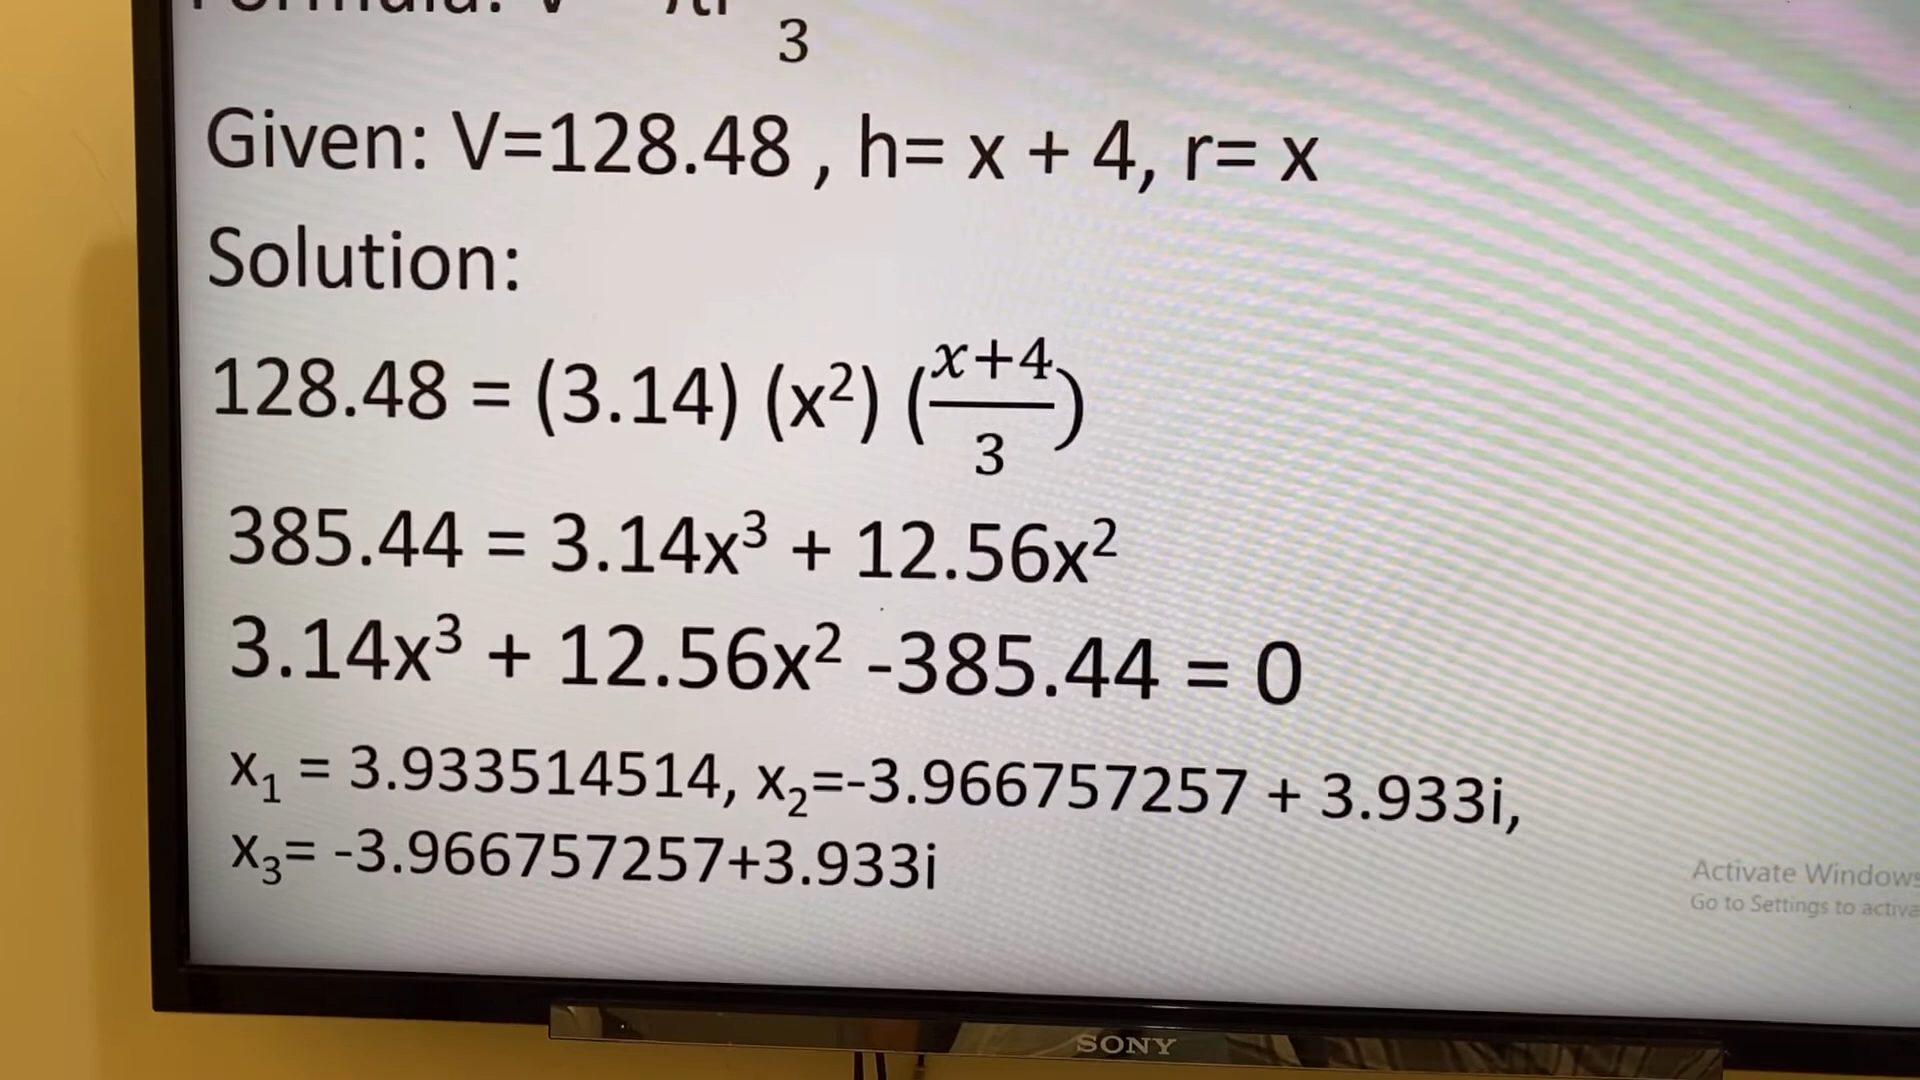 3
Given: V=128.48 , h= x + 4, r= x
Solution:
128.48 = (3.14) (x²) (x+4/3)
385.44 = 3.14x³ + 12.56x²
3.14x³ + 12.56x² -385.44 = 0
x₁ = 3.933514514, x₂=-3.966757257 + 3.933i,
x₃= -3.966757257+3.933i
Activate Windows
Go to Settings to activa
SONY